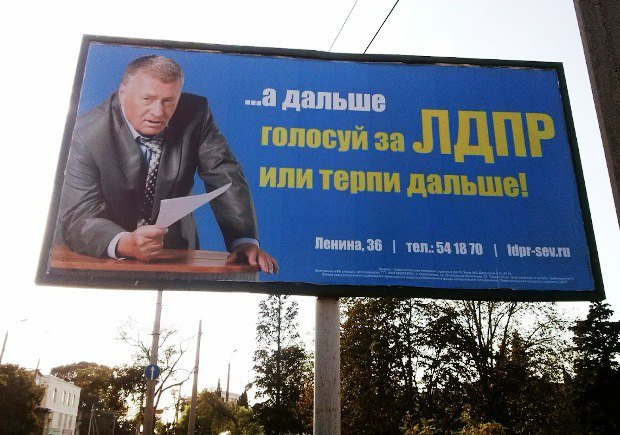 ...а дальше
голосуй за ЛДПР
или терпи дальше!
Ленина, 36 | тел.: 54 18 70 | ldpr-sev.ru